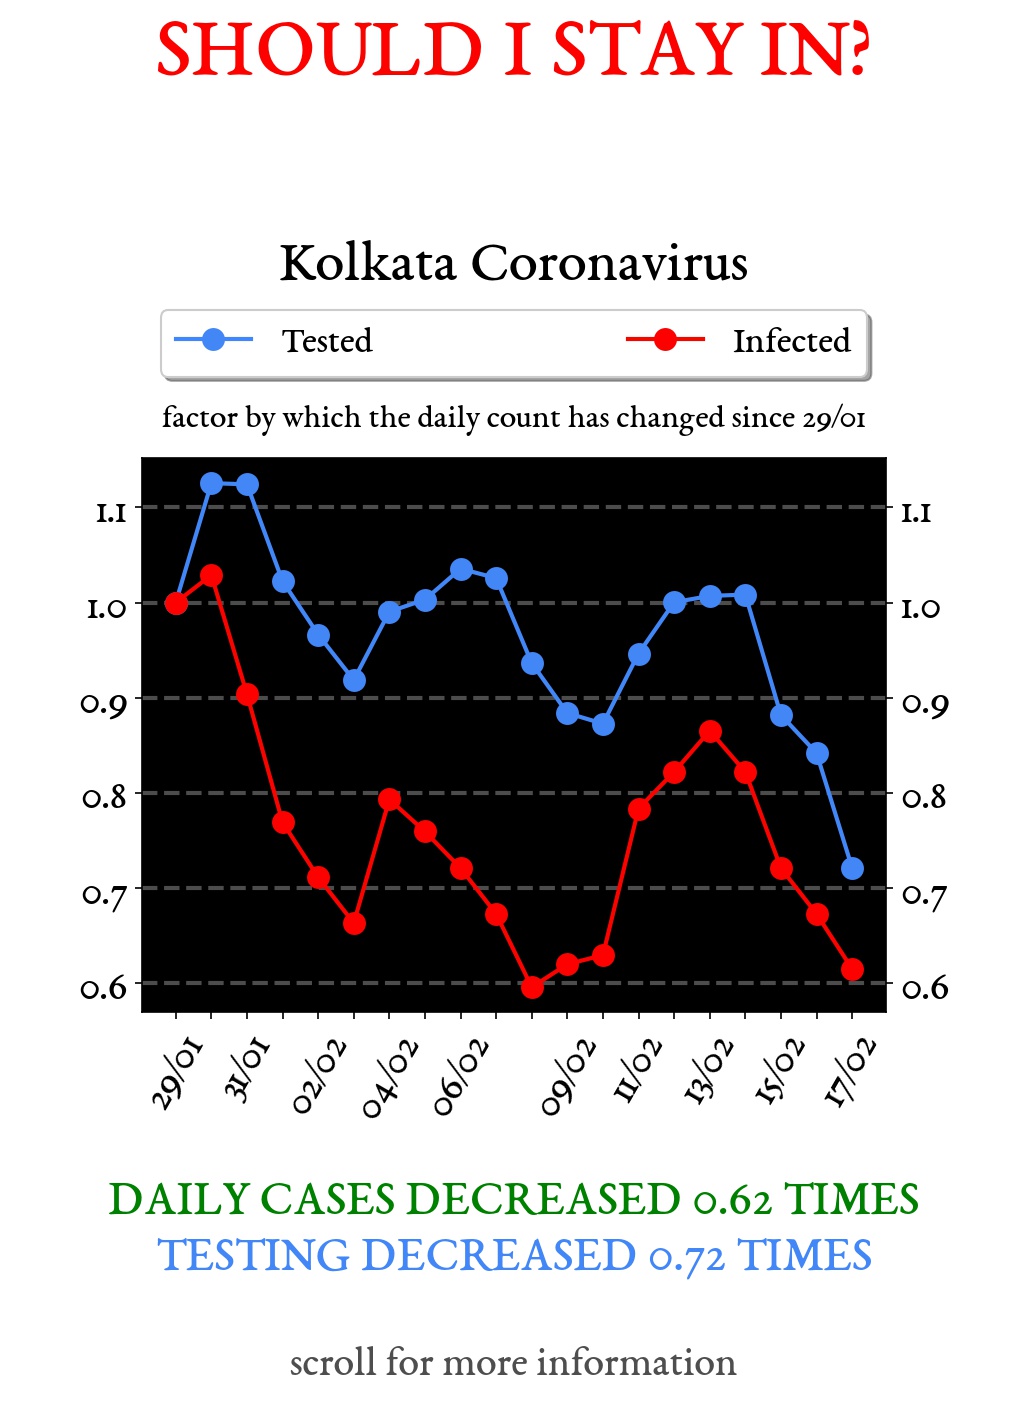 SHOULD I STAY IN?
Kolkata Coronavirus
Tested Infected
factor by which the daily count has changed since 29/01
1.1 1.1
1.0 1.0
0.9 0.9
0.8 0.8
0.7 0.7
0.6 0.6
29/01 31/01 02/02 04/02 06/02 09/02 11/02 13/02 15/02 17/02
DAILY CASES DECREASED 0.62 TIMES
TESTING DECREASED 0.72 TIMES
scroll for more information